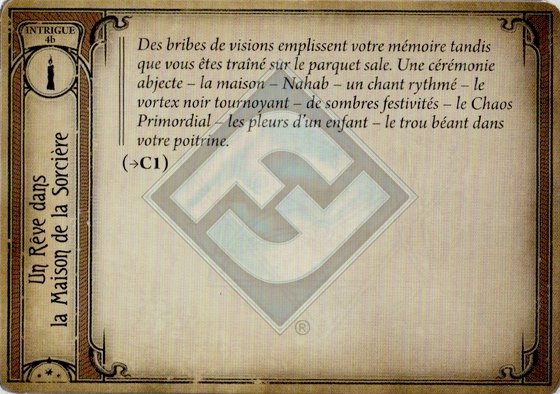 INTRIGUE
4b
Un Rêve dans
la Maison de la Sorcière
Des bribes de visions emplissent votre mémoire tandis
que vous êtes traîné sur le parquet sale. Une cérémonie
abjecte – la maison – Nahab – un chant rythmé – le
vortex noir tournoyant – de sombres festivités – le Chaos
Primordial – les pleurs d'un enfant – le trou béant dans
votre poitrine.
(→C1)
FF
®